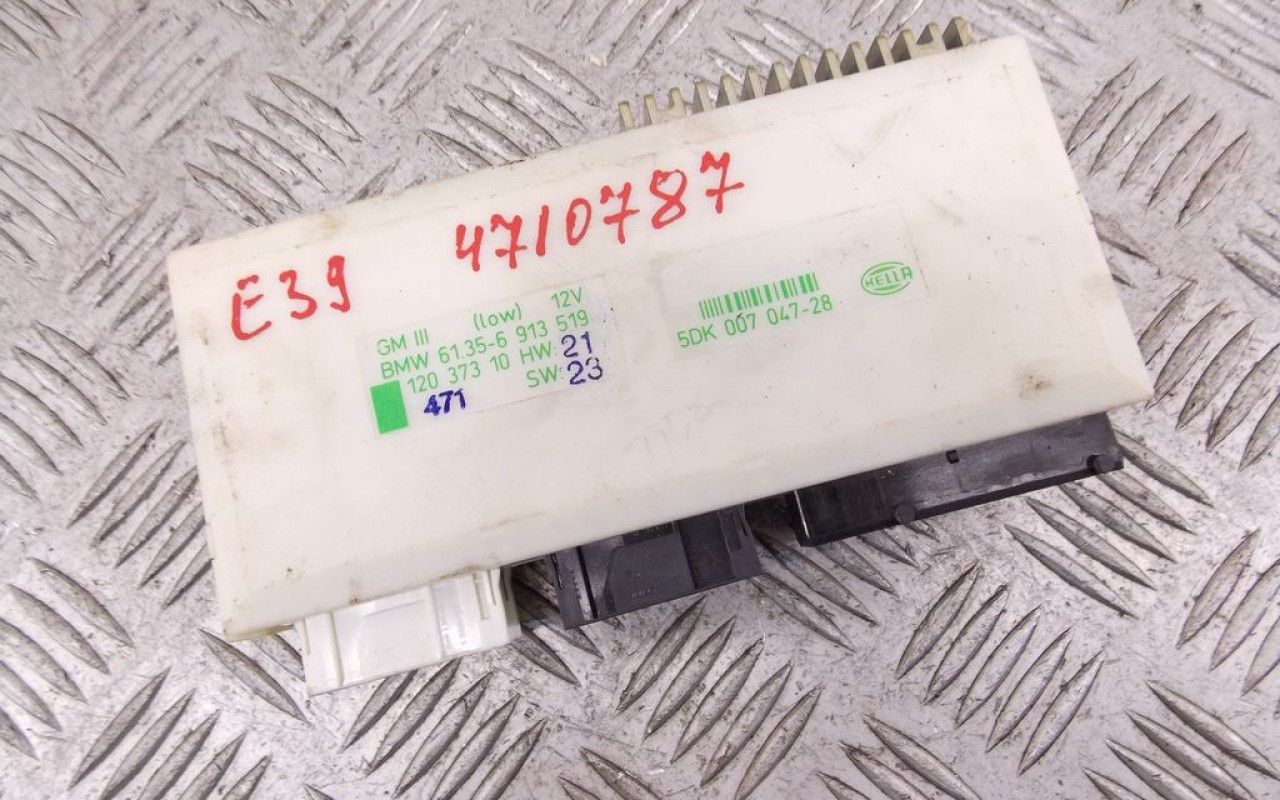 E39 4710787
GM III (low) 12V
BMW 61.35-6 913 519
120 373 10 HW: 21
SW: 23
471
5DK 007 047-28
HELLA